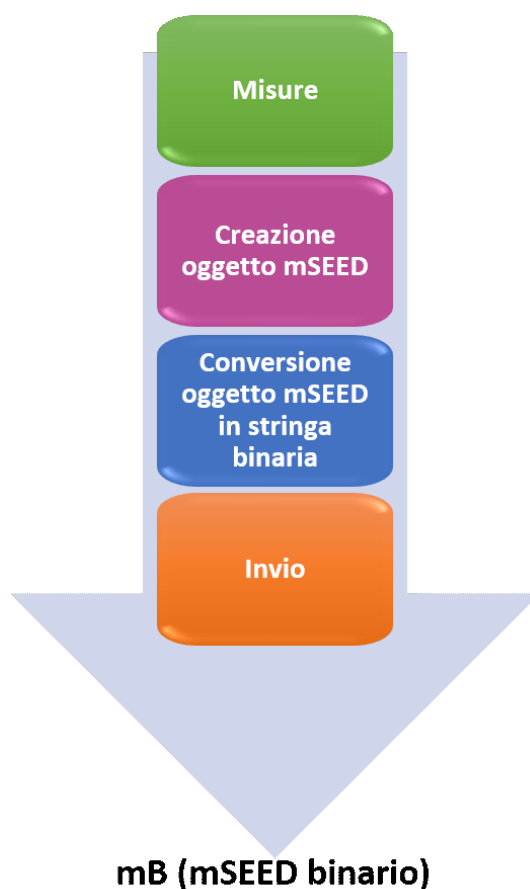 Misure
Creazione
oggetto mSEED
Conversione
oggetto mSEED
in stringa
binaria
Invio
mB (mSEED binario)